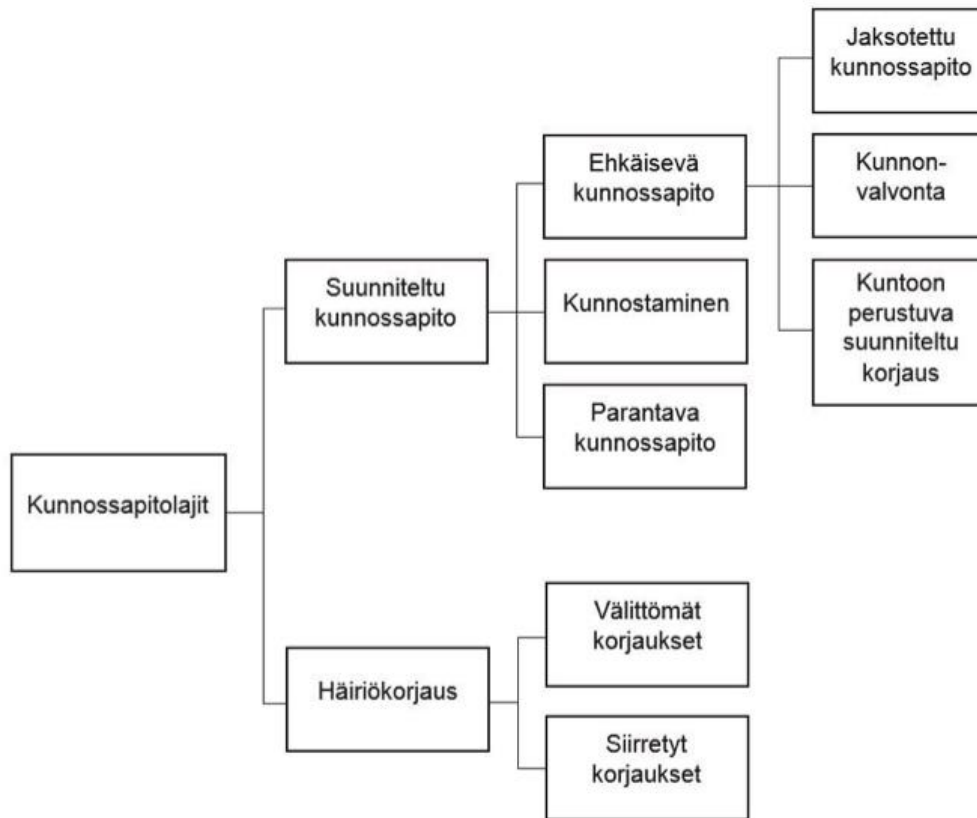 Jaksotettu
kunnossapito
Ehkäisevä
kunnossapito
Kunnon-
valvonta
Suunniteltu
kunnossapito
Kunnostaminen
Kuntoon
perustuva
suunniteltu
korjaus
Parantava
kunnossapito
Kunnossapitolajit
Välittömät
korjaukset
Häiriökorjaus
Siirretyt
korjaukset